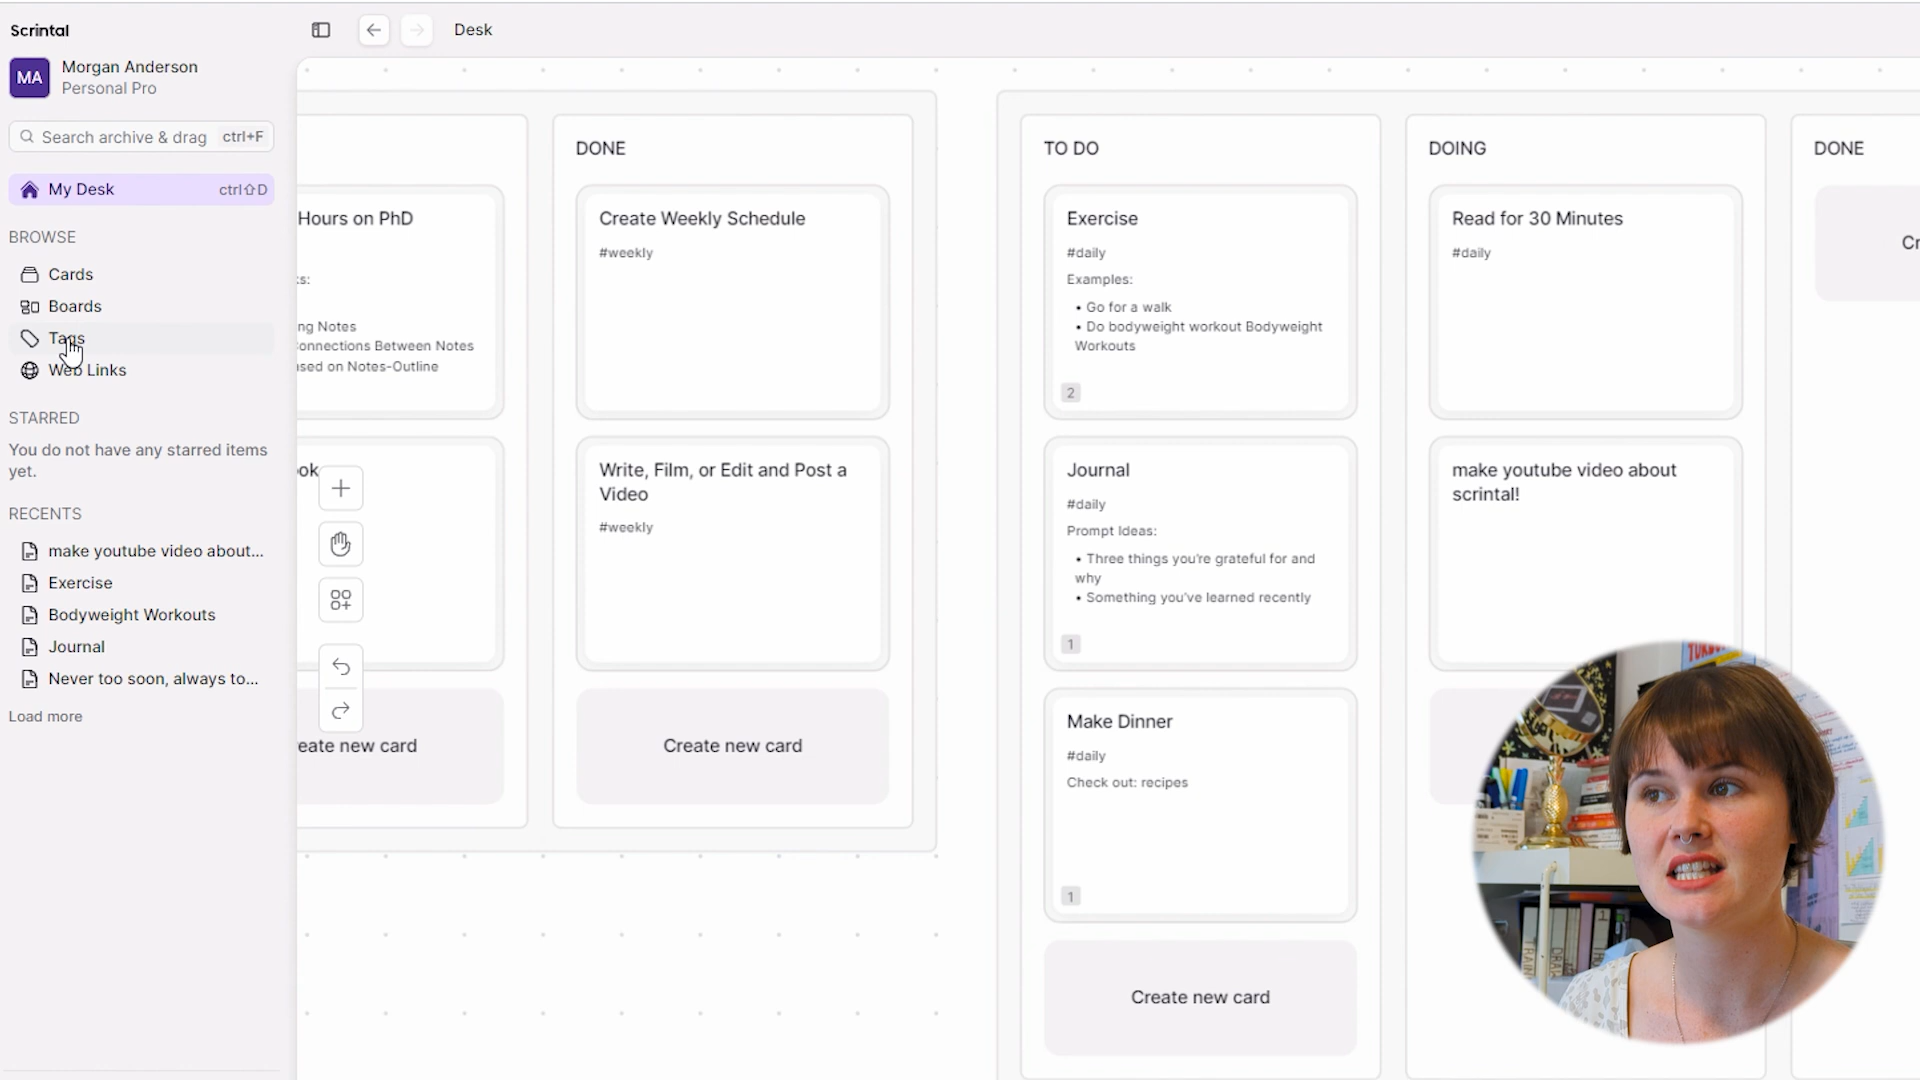 Scrintal
MA
Morgan Anderson
Personal Pro
Search archive & drag
ctrl+F
My Desk
ctrl⇧D
BROWSE
Cards
Boards
Tags
Web Links
STARRED
You do not have any starred items
yet.
RECENTS
make youtube video about...
Exercise
Bodyweight Workouts
Journal
Never too soon, always to...
Load more
Desk
Hours on PhD
ks:
ng Notes
onnections Between Notes
ased on Notes-Outline
ok
eate new card
DONE
Create Weekly Schedule
#weekly
Write, Film, or Edit and Post a
Video
#weekly
Create new card
TO DO
Exercise
#daily
Examples:
• Go for a walk
• Do bodyweight workout Bodyweight
Workouts
2
Journal
#daily
Prompt Ideas:
• Three things you're grateful for and
why
• Something you've learned recently
1
Make Dinner
#daily
Check out: recipes
1
Create new card
DOING
Read for 30 Minutes
#daily
make youtube video about
scrintal!
DONE
Cr